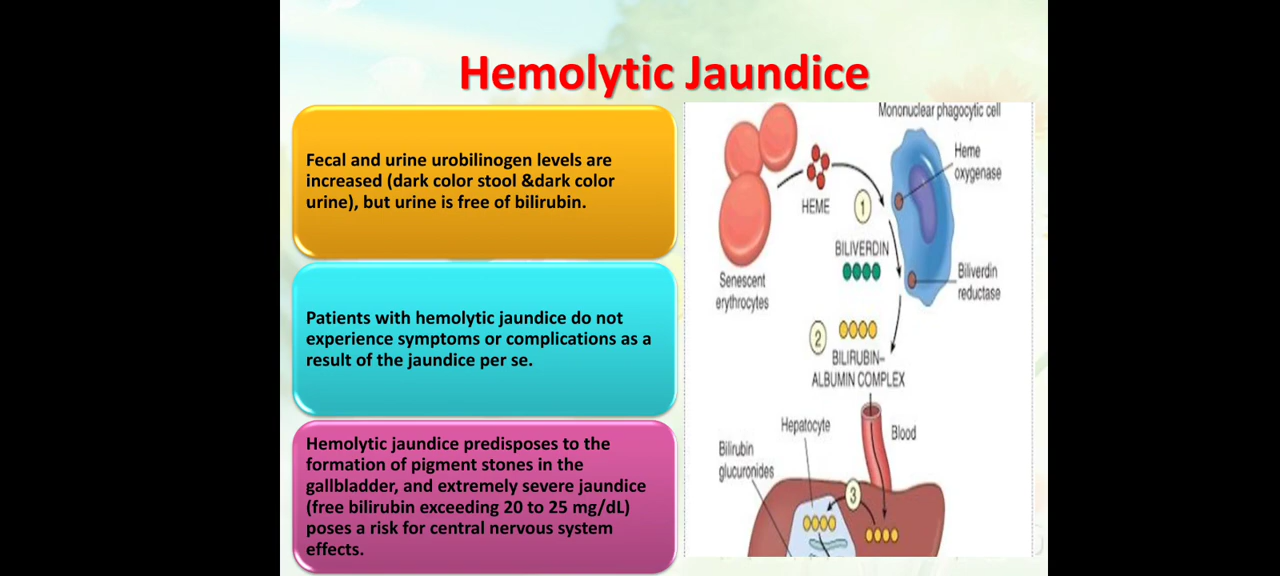 Hemolytic Jaundice
Fecal and urine urobilinogen levels are
increased (dark color stool &dark color
urine), but urine is free of bilirubin.
Patients with hemolytic jaundice do not
experience symptoms or complications as a
result of the jaundice per se.
Hemolytic jaundice predisposes to the
formation of pigment stones in the
gallbladder, and extremely severe jaundice
(free bilirubin exceeding 20 to 25 mg/dL)
poses a risk for central nervous system
effects.
Mononuclear phagocytic cell
Heme
oxygenase
HEME
1
BILIVERDIN
Senescent
erythrocytes
Biliverdin
reductase
2
BILIRUBIN–
ALBUMIN COMPLEX
Hepatocyte
Blood
Bilirubin
glucuronides
3